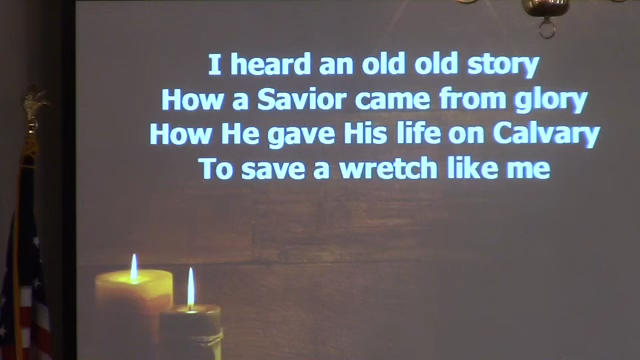 I heard an old old story
How a Savior came from glory
How He gave His life on Calvary
To save a wretch like me